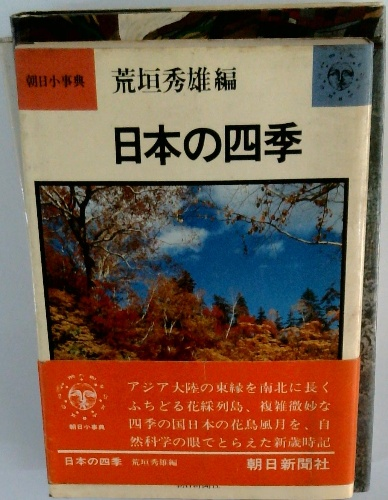 朝日小事典
荒垣秀雄編
日本の四季
アジア大陸の東縁を南北に長く
ふちどる花綵列島、複雑微妙な
四季の国日本の花鳥風月を、自
然科学の眼でとらえた新歳時記
朝日小事典
日本の四季 荒垣秀雄編
朝日新聞社